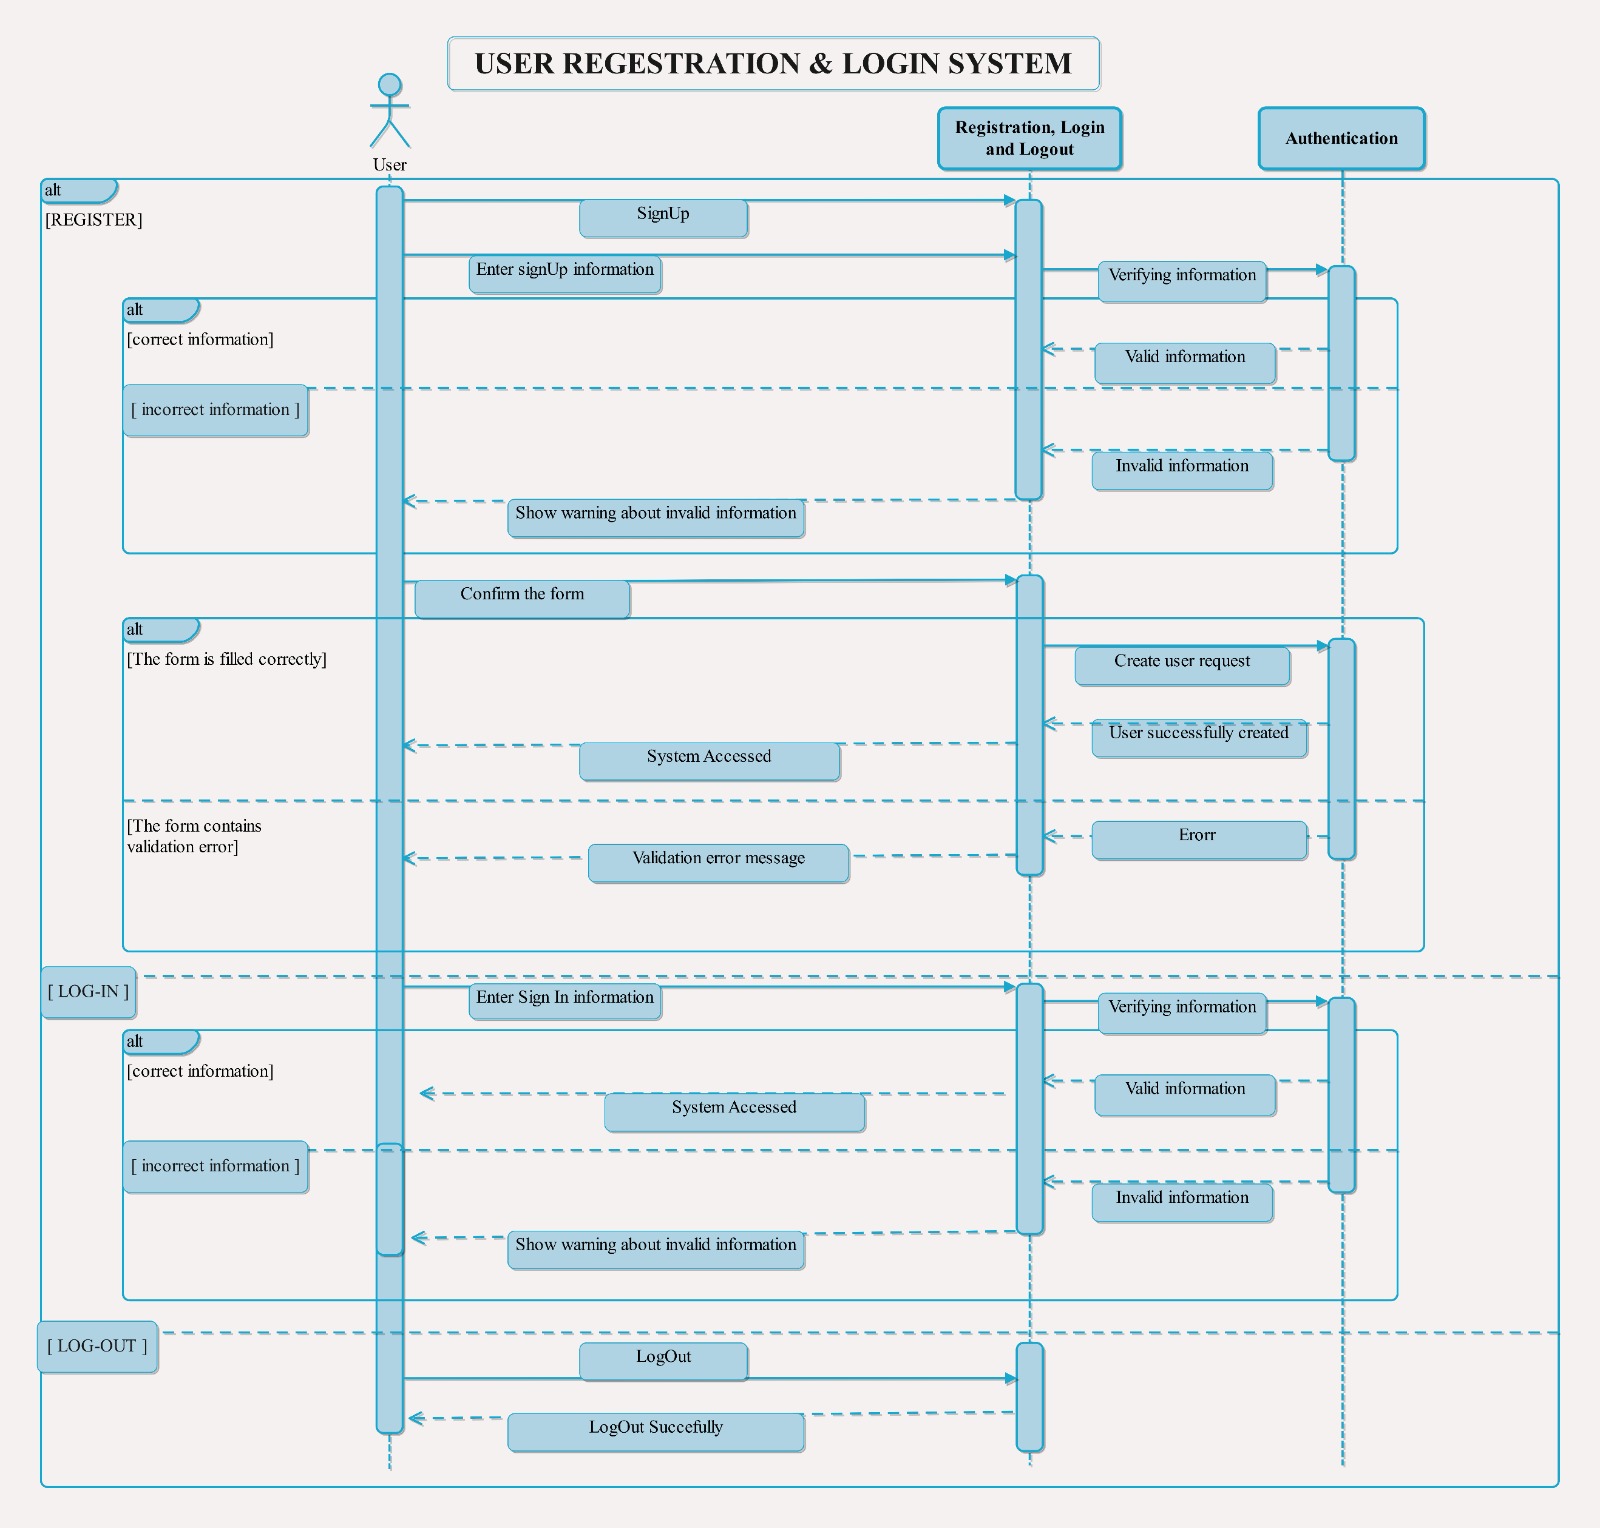 USER REGESTRATION & LOGIN SYSTEM
User
Registration, Login
and Logout
Authentication
alt
[REGISTER]
SignUp
Enter signUp information
Verifying information
alt
[correct information]
Valid information
[ incorrect information ]
Invalid information
Show warning about invalid information
Confirm the form
alt
[The form is filled correctly]
Create user request
User successfully created
System Accessed
[The form contains
validation error]
Erorr
Validation error message
[ LOG-IN ]
Enter Sign In information
Verifying information
alt
[correct information]
Valid information
System Accessed
[ incorrect information ]
Invalid information
Show warning about invalid information
[ LOG-OUT ]
LogOut
LogOut Succefully